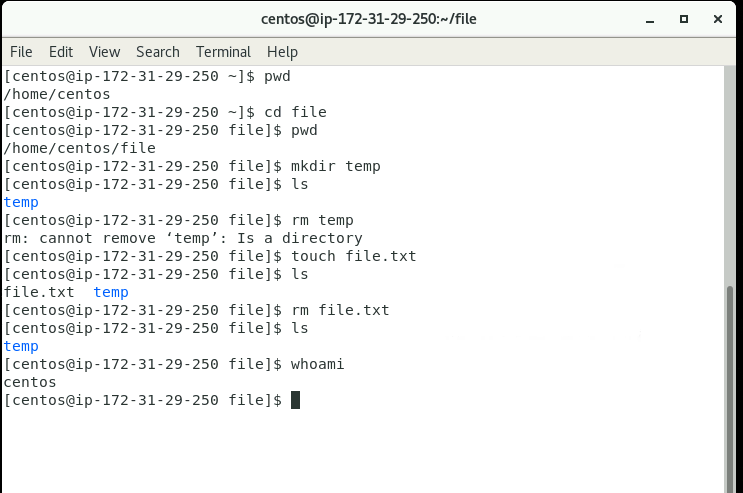 centos@ip-172-31-29-250:~/file
File Edit View Search Terminal Help
[centos@ip-172-31-29-250 ~]$ pwd
/home/centos
[centos@ip-172-31-29-250 ~]$ cd file
[centos@ip-172-31-29-250 file]$ pwd
/home/centos/file
[centos@ip-172-31-29-250 file]$ mkdir temp
[centos@ip-172-31-29-250 file]$ ls
temp
[centos@ip-172-31-29-250 file]$ rm temp
rm: cannot remove ‘temp’: Is a directory
[centos@ip-172-31-29-250 file]$ touch file.txt
[centos@ip-172-31-29-250 file]$ ls
file.txt  temp
[centos@ip-172-31-29-250 file]$ rm file.txt
[centos@ip-172-31-29-250 file]$ ls
temp
[centos@ip-172-31-29-250 file]$ whoami
centos
[centos@ip-172-31-29-250 file]$